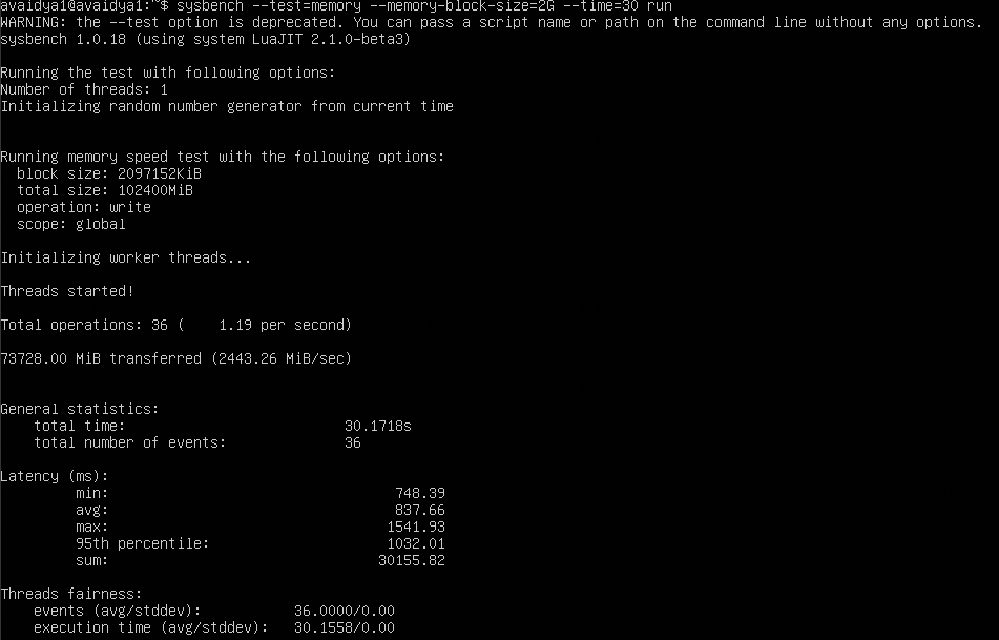 avaidya1@avaidya1:~$ sysbench --test=memory --memory-block-size=2G --time=30 run
WARNING: the --test option is deprecated. You can pass a script name or path on the command line without any options.
sysbench 1.0.18 (using system LuaJIT 2.1.0-beta3)
Running the test with following options:
Number of threads: 1
Initializing random number generator from current time
Running memory speed test with the following options:
block size: 2097152KiB
total size: 102400MiB
operation: write
scope: global
Initializing worker threads...
Threads started!
Total operations: 36 (    1.19 per second)
73728.00 MiB transferred (2443.26 MiB/sec)
General statistics:
total time: 30.1718s
total number of events: 36
Latency (ms):
min: 748.39
avg: 837.66
max: 1541.93
95th percentile: 1032.01
sum: 30155.82
Threads fairness:
events (avg/stddev): 36.0000/0.00
execution time (avg/stddev): 30.1558/0.00